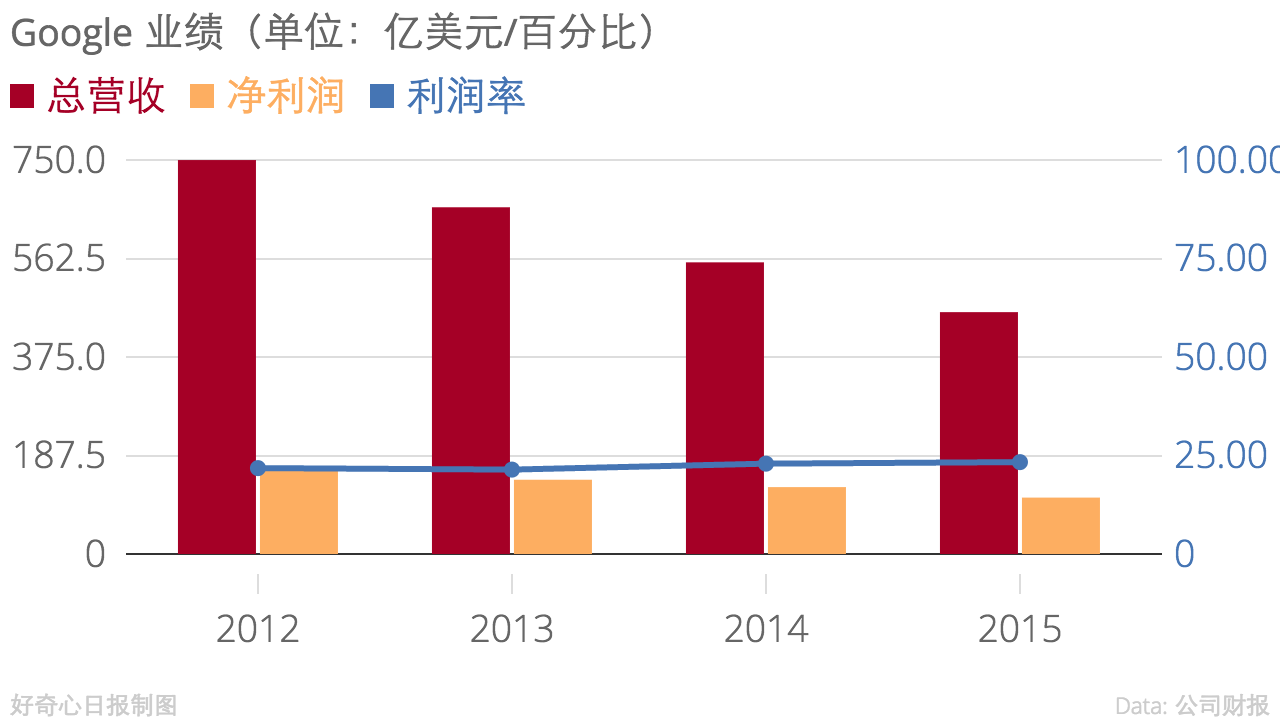 Google 业绩（单位：亿美元/百分比）
总营收 净利润 利润率
750.0 100.00
562.5 75.00
375.0 50.00
187.5 25.00
0 0
2012 2013 2014 2015
好奇心日报制图 Data: 公司财报